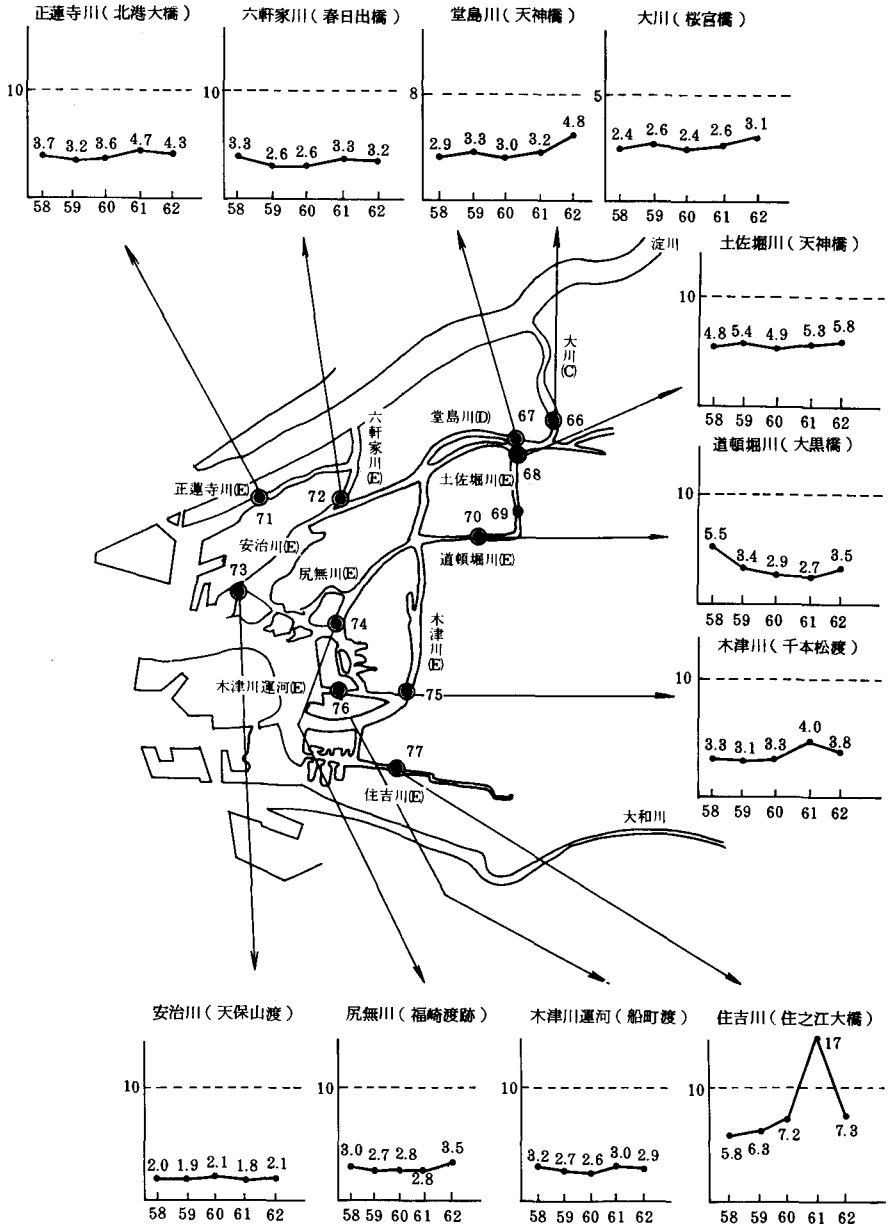 正蓮寺川（北港大橋）
10
3.7 3.2 3.6 4.7 4.3
58 59 60 61 62
六軒家川（春日出橋）
10
3.3 2.6 2.6 3.3 3.2
58 59 60 61 62
堂島川（天神橋）
8
2.9 3.3 3.0 3.2 4.8
58 59 60 61 62
大川（桜宮橋）
5
2.4 2.6 2.4 2.6 3.1
58 59 60 61 62
土佐堀川（天神橋）
10
4.8 5.4 4.9 5.3 5.8
58 59 60 61 62
道頓堀川（大黒橋）
10
5.5 3.4 2.9 2.7 3.5
58 59 60 61 62
木津川（千本松渡）
10
3.3 3.1 3.3 4.0 3.8
58 59 60 61 62
淀川
大川(C)
66
67
堂島川(D)
六軒家川(E)
68
土佐堀川(E)
正蓮寺川(E)
71
72
69
70
安治川(E)
道頓堀川(E)
尻無川(E)
73
74
木津川(E)
木津川運河(E)
76
75
77
住吉川(E)
大和川
安治川（天保山渡）
10
2.0 1.9 2.1 1.8 2.1
58 59 60 61 62
尻無川（福崎渡跡）
10
3.0 2.7 2.8 2.8 3.5
58 59 60 61 62
木津川運河（船町渡）
10
3.2 2.7 2.6 3.0 2.9
58 59 60 61 62
住吉川（住之江大橋）
10
5.8 6.3 7.2 17 7.3
58 59 60 61 62